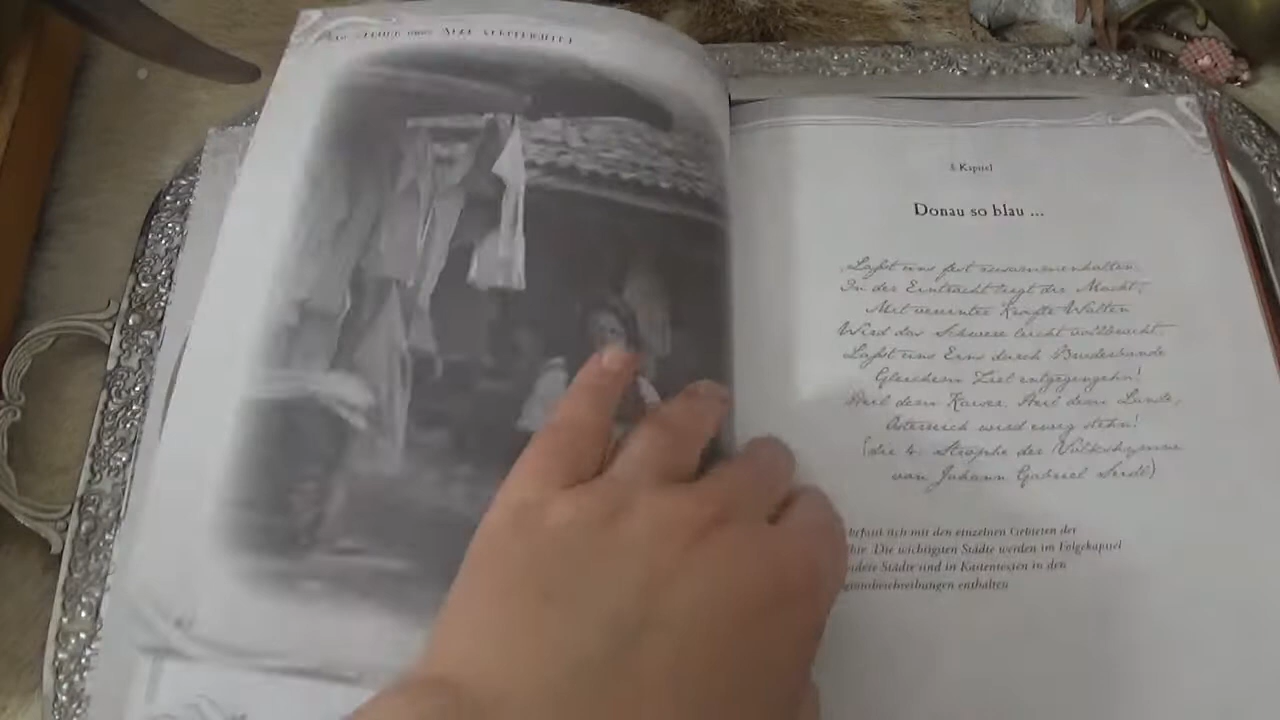 Kapitel
Donau so blau ...
Laßt uns fest zusammenhalten,
In der Eintracht liegt die Macht;
Mit vereinter Kräfte Walten
Wird das Schwere leicht vollbracht.
Laßt uns Eins durch Brüderbande
Gleichem Ziel entgegengehn!
Heil dem Kaiser, Heil dem Lande,
Österreich wird ewig stehn!
(die 4. Strophe der Volkshymne
von Johann Gabriel Seidl)
befasst sich mit den einzelnen Gebieten der
Die wichtigsten Städte werden im Folgekapitel
Städte sind in Kastentexten in den
enthalten